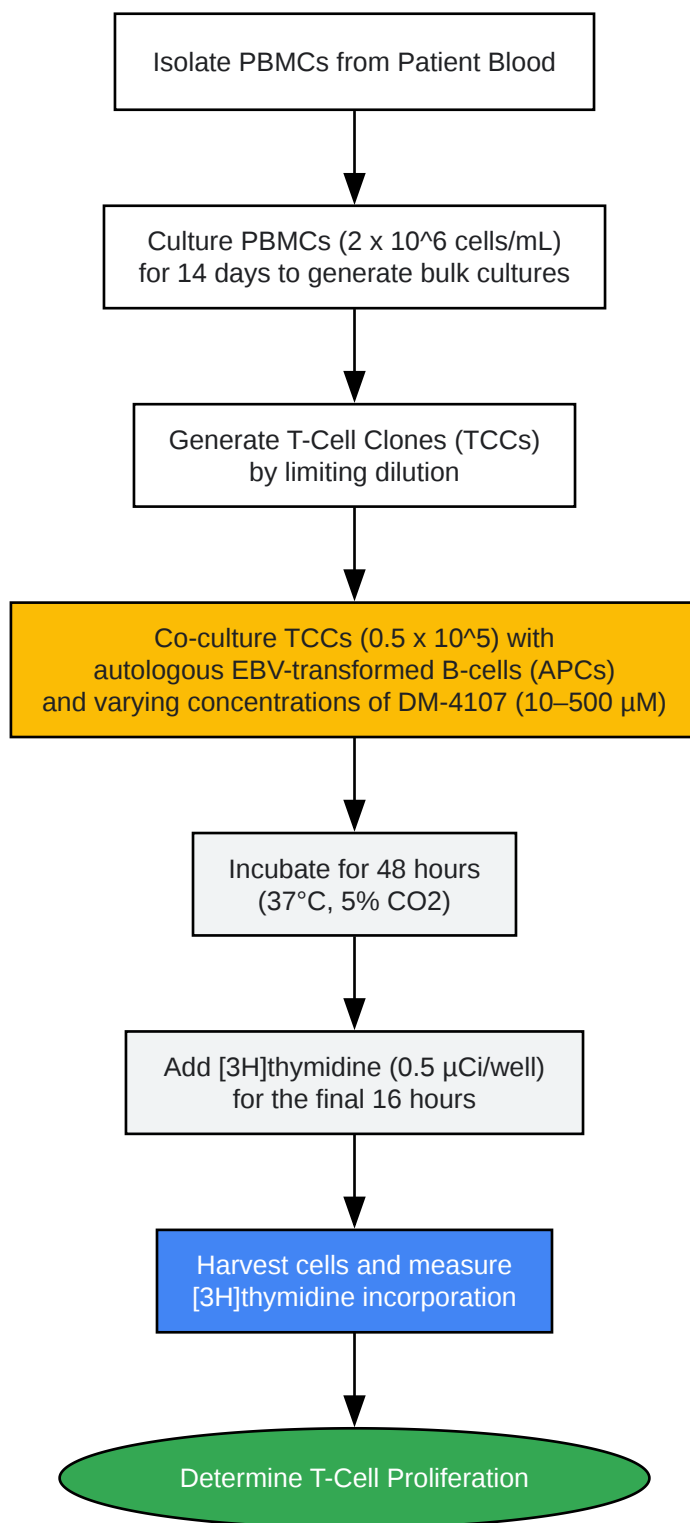 Isolate PBMCs from Patient Blood
Culture PBMCs (2 x 10^6 cells/mL)
for 14 days to generate bulk cultures
Generate T-Cell Clones (TCCs)
by limiting dilution
Co-culture TCCs (0.5 x 10^5) with
autologous EBV-transformed B-cells (APCs)
and varying concentrations of DM-4107 (10–500 µM)
Incubate for 48 hours
(37°C, 5% CO2)
Add [3H]thymidine (0.5 µCi/well)
for the final 16 hours
Harvest cells and measure
[3H]thymidine incorporation
Determine T-Cell Proliferation